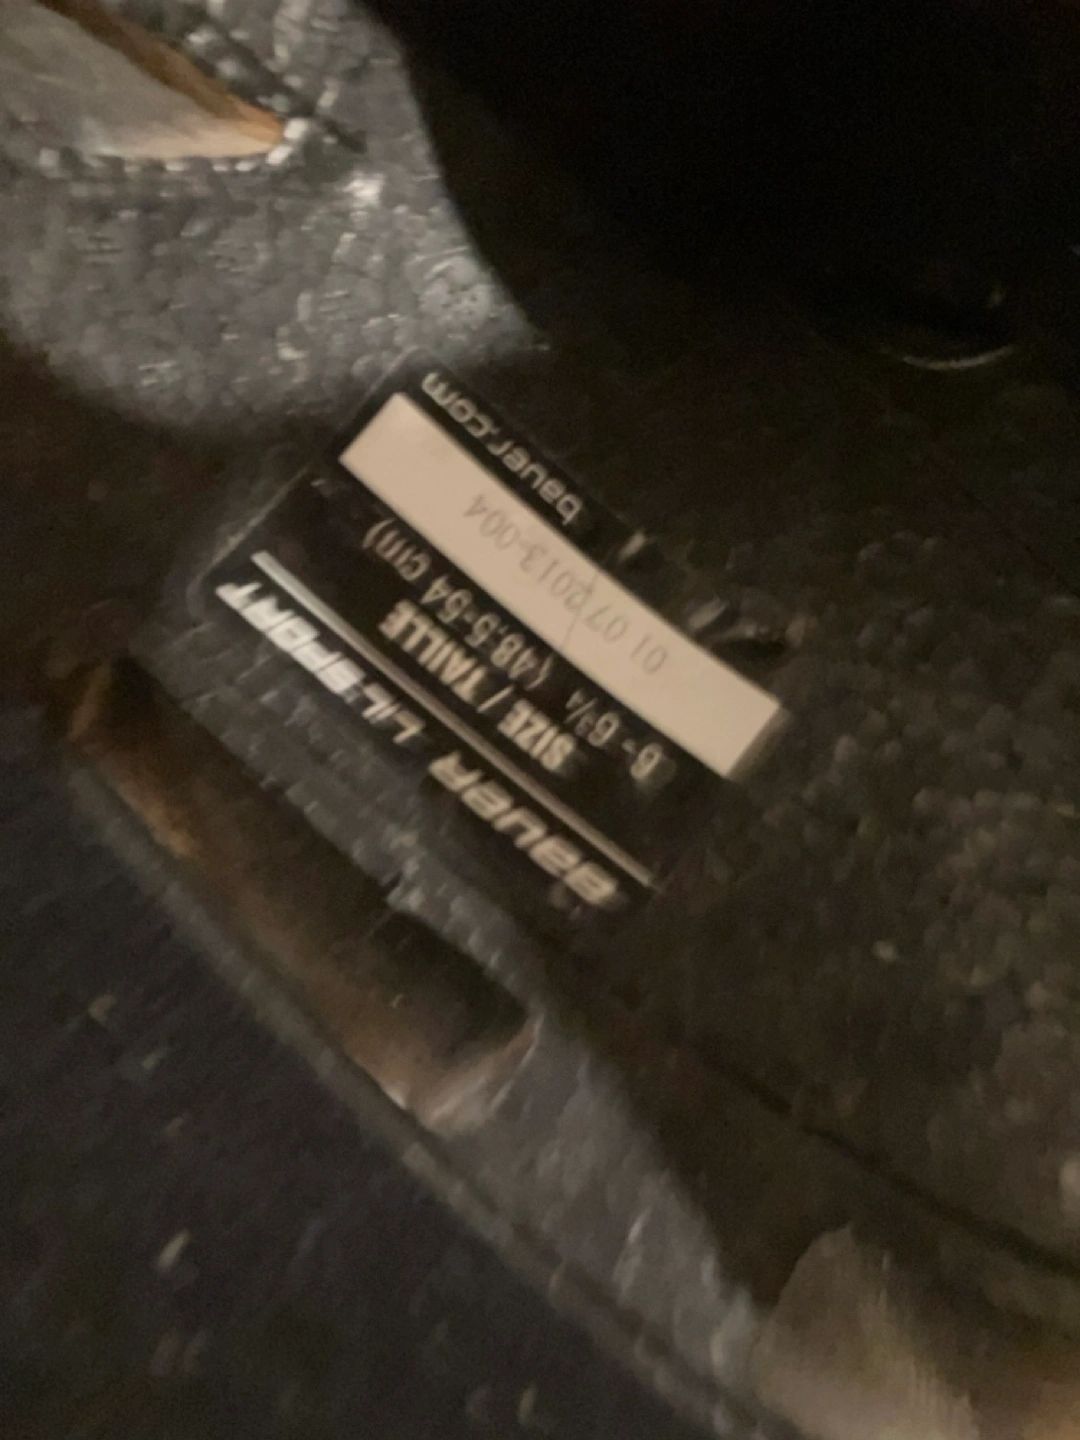 BAUER LIL SPORT
SIZE / TAILLE
6 - 6¾ (48.5-54 cm)
01 07 2013-004
bauer.com